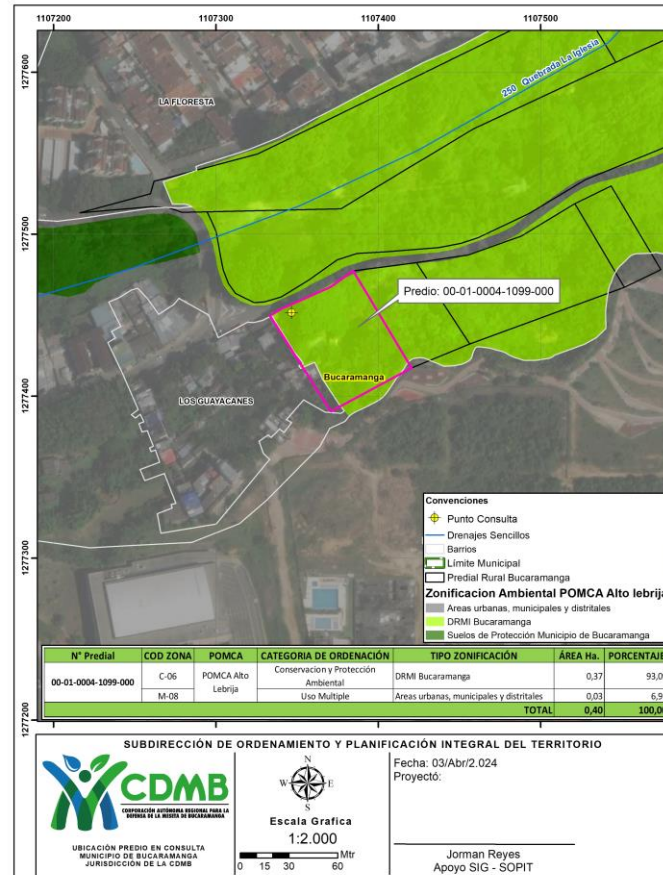 1107200 1107300 1107400 1107500
1277600
1277500
1277400
1277300
1277200
LA FLORESTA
250 Quebrada La Iglesia
Predio: 00-01-0004-1099-000
Bucaramanga
LOS GUAYACANES
Convenciones
Punto Consulta
Drenajes Sencillos
Barrios
Límite Municipal
Predial Rural Bucaramanga
Zonificacion Ambiental POMCA Alto lebrija
Areas urbanas, municipales y distritales
DRMI Bucaramanga
Suelos de Protección Municipio de Bucaramanga
N° Predial COD ZONA POMCA CATEGORIA DE ORDENACIÓN TIPO ZONIFICACIÓN ÁREA Ha. PORCENTAJE
00-01-0004-1099-000 C-06 POMCA Alto Lebrija Conservacion y Protección Ambiental DRMI Bucaramanga 0,37 93,0
M-08 Uso Multiple Areas urbanas, municipales y distritales 0,03 6,9
TOTAL 0,40 100,0
SUBDIRECCIÓN DE ORDENAMIENTO Y PLANIFICACIÓN INTEGRAL DEL TERRITORIO
CDMB
CORPORACIÓN AUTÓNOMA REGIONAL PARA LA
DEFENSA DE LA MESETA DE BUCARAMANGA
UBICACIÓN PREDIO EN CONSULTA
MUNICIPIO DE BUCARAMANGA
JURISDICCIÓN DE LA CDMB
N
W E
S
Escala Grafica
1:2.000
Mtr
0 15 30 60
Fecha: 03/Abr/2.024
Proyectó:
Jorman Reyes
Apoyo SIG - SOPIT